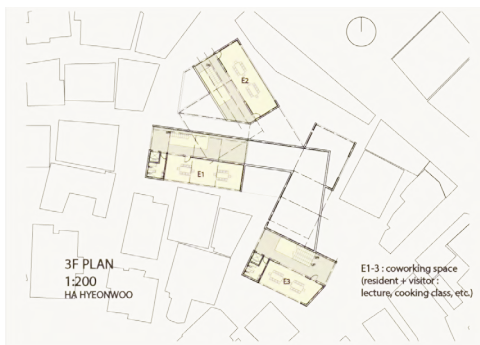 E2
E1
E3
3F PLAN
1:200
HA HYEONWOO
E1-3 : coworking space
(resident + visitor :
lecture, cooking class, etc.)